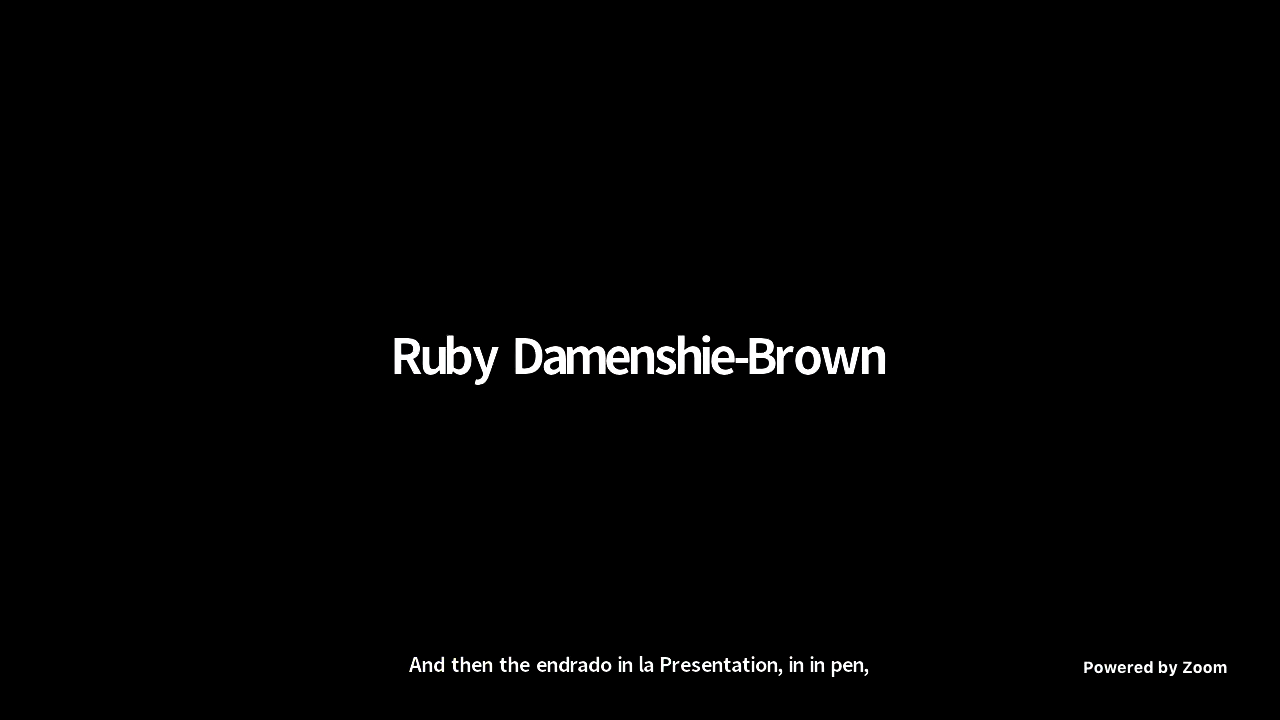 Ruby Damenshie-Brown
And then the endrado in la Presentation, in in pen,
Powered by Zoom